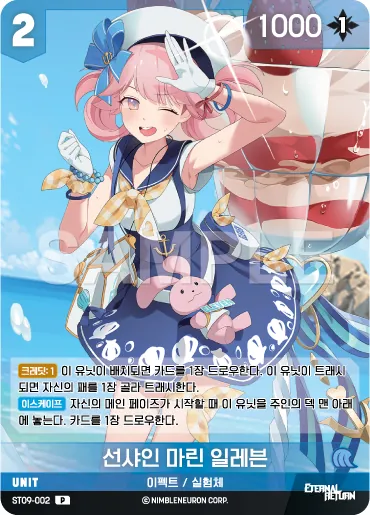 2
1000
1
SAMPLE
크레딧:1 이 유닛이 배치되면 카드를 1장 드로우한다. 이 유닛이 트래시
되면 자신의 패를 1장 골라 트래시한다.
이스케이프 자신의 메인 페이즈가 시작할 때 이 유닛을 주인의 덱 맨 아래
에 놓는다. 카드를 1장 드로우한다.
선샤인 마린 일레븐
UNIT
이펙트 / 실험체
ST09-002 P
ⓒ NIMBLENEURON CORP.
ETERNAL
RETURN